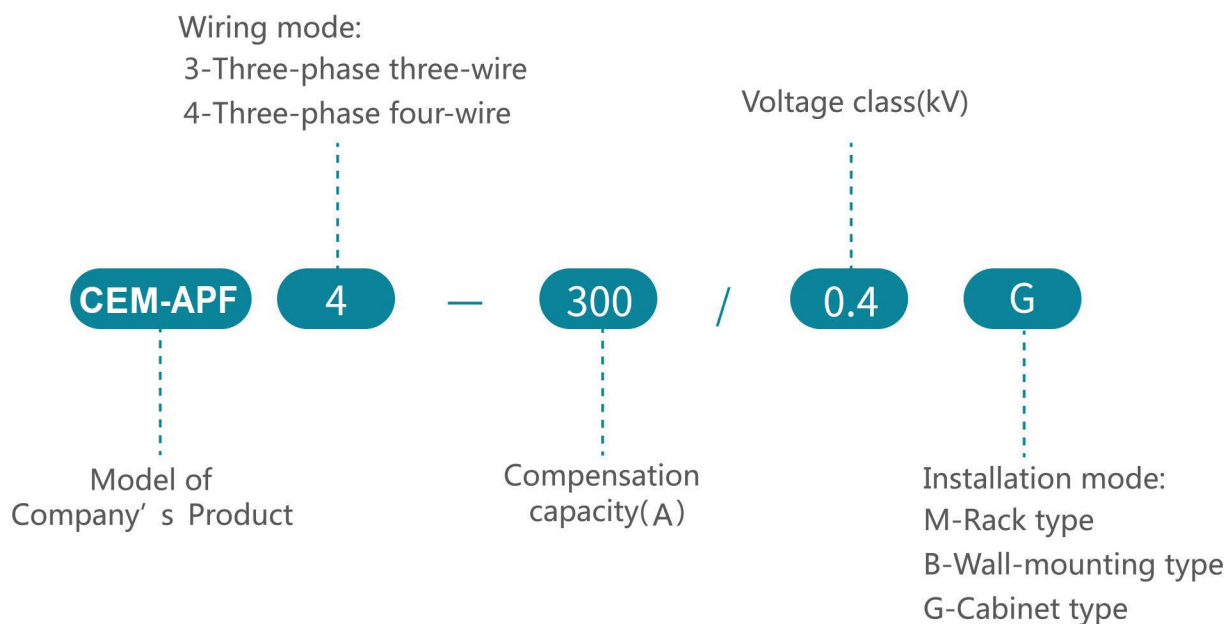 Wiring mode:
3-Three-phase three-wire
4-Three-phase four-wire
Voltage class(kV)
CEM-APF 4 — 300 / 0.4 G
Model of
Company’s Product
Compensation
capacity(A)
Installation mode:
M-Rack type
B-Wall-mounting type
G-Cabinet type